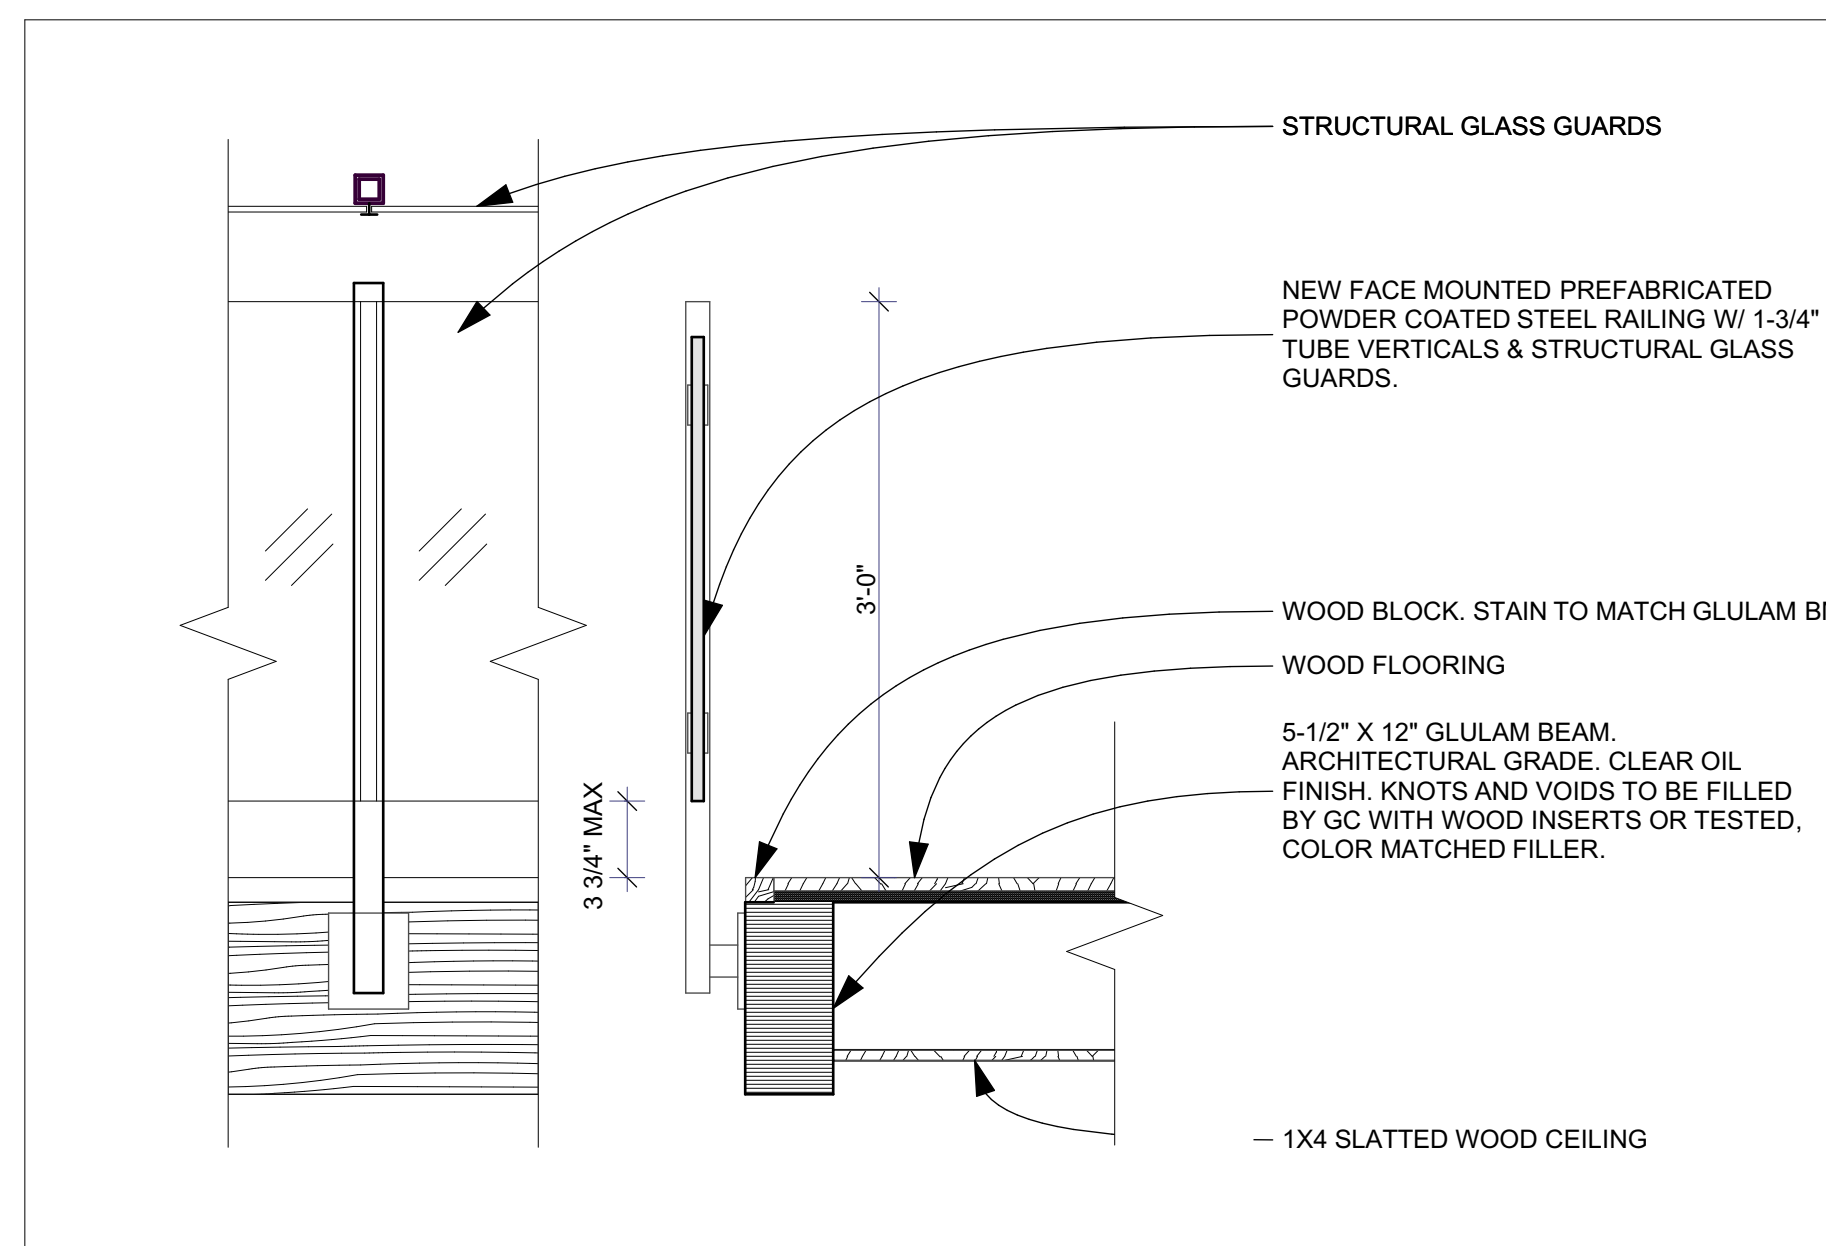 STRUCTURAL GLASS GUARDS
NEW FACE MOUNTED PREFABRICATED
POWDER COATED STEEL RAILING W/ 1-3/4"
TUBE VERTICALS & STRUCTURAL GLASS
GUARDS.
3'-0"
WOOD BLOCK. STAIN TO MATCH GLULAM
WOOD FLOORING
5-1/2" X 12" GLULAM BEAM.
ARCHITECTURAL GRADE. CLEAR OIL
FINISH. KNOTS AND VOIDS TO BE FILLED
BY GC WITH WOOD INSERTS OR TESTED,
COLOR MATCHED FILLER.
3 3/4" MAX
1X4 SLATTED WOOD CEILING